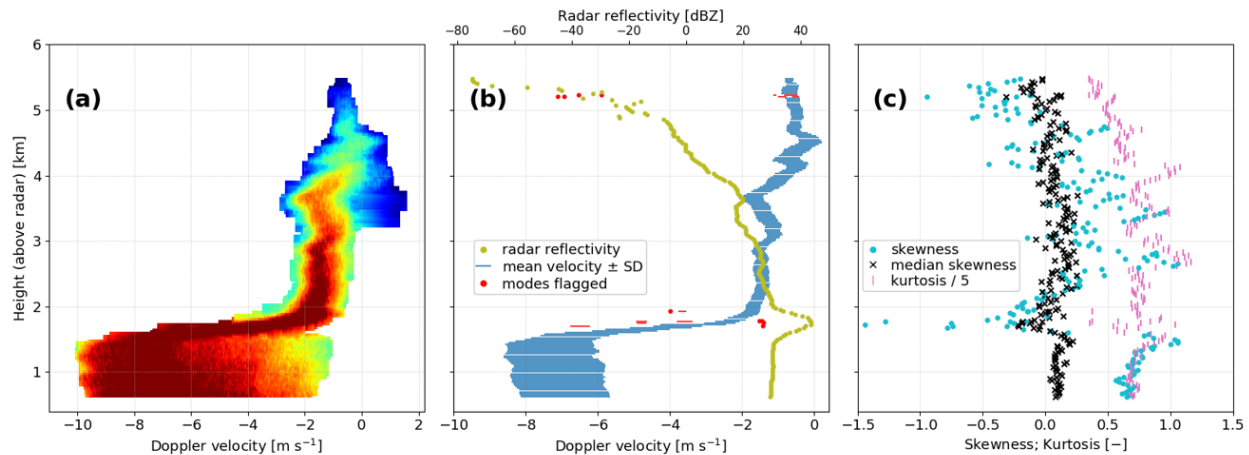 Radar reflectivity [dBZ]
−80 −60 −40 −20 0 20 40
6
5
4
3
2
1
Height (above radar) [km]
(a)
−10 −8 −6 −4 −2 0 2
Doppler velocity [m s⁻¹]
(b)
radar reflectivity
mean velocity ± SD
modes flagged
−10 −8 −6 −4 −2 0
Doppler velocity [m s⁻¹]
(c)
skewness
median skewness
kurtosis / 5
−1.5 −1.0 −0.5 0.0 0.5 1.0 1.5
Skewness; Kurtosis [−]